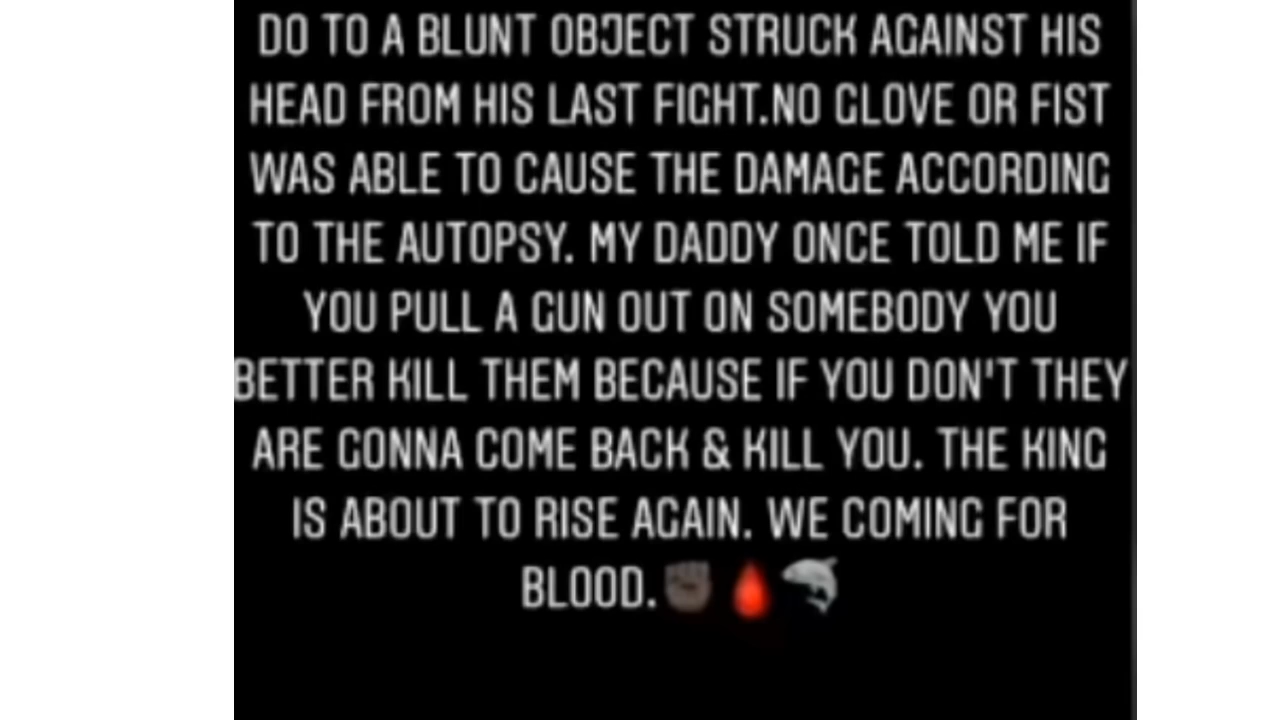 DO TO A BLUNT OBJECT STRUCK AGAINST HIS
HEAD FROM HIS LAST FIGHT.NO GLOVE OR FIST
WAS ABLE TO CAUSE THE DAMAGE ACCORDING
TO THE AUTOPSY. MY DADDY ONCE TOLD ME IF
YOU PULL A GUN OUT ON SOMEBODY YOU
BETTER KILL THEM BECAUSE IF YOU DON'T THEY
ARE GONNA COME BACK & KILL YOU. THE KING
IS ABOUT TO RISE AGAIN. WE COMING FOR
BLOOD.✊🏿🩸🐬